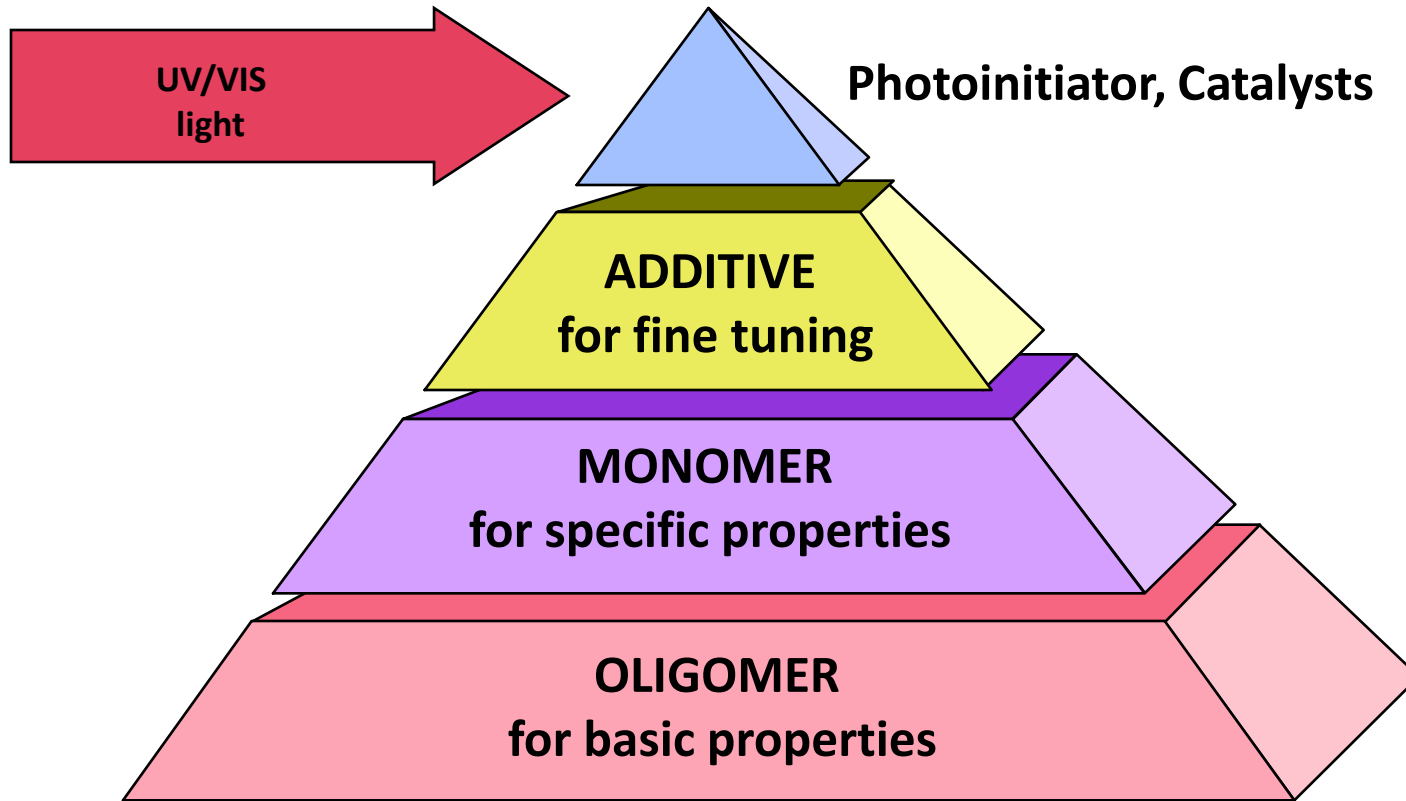 UV/VIS
light
Photoinitiator, Catalysts
ADDITIVE
for fine tuning
MONOMER
for specific properties
OLIGOMER
for basic properties